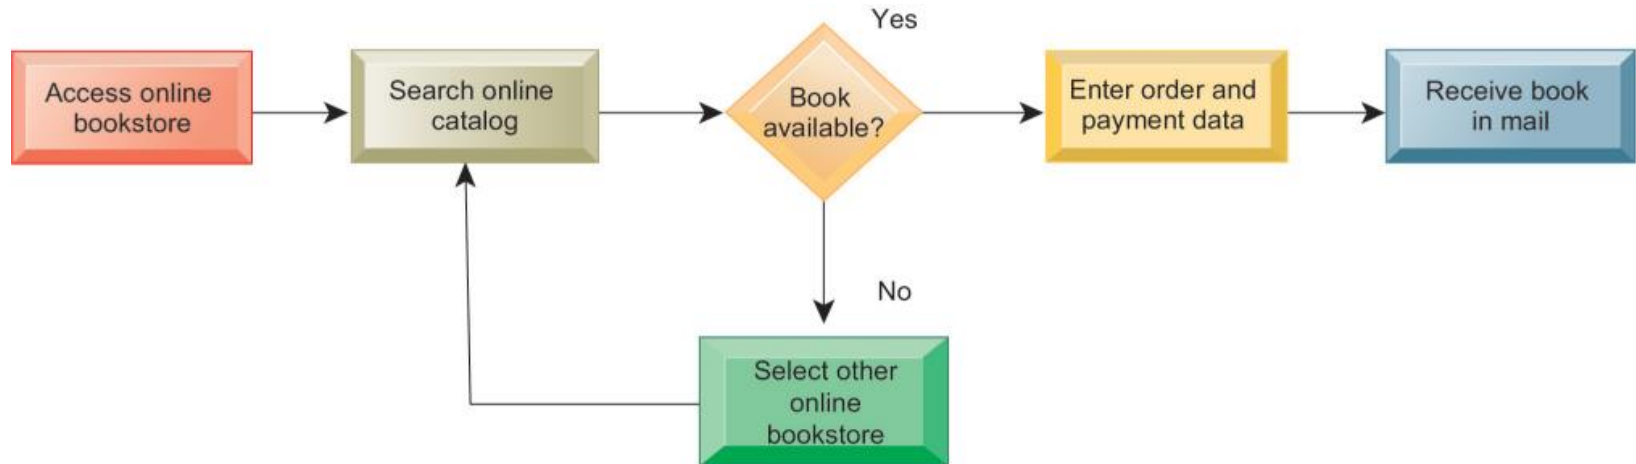 Yes
Access online
bookstore
Search online
catalog
Book
available?
Enter order and
payment data
Receive book
in mail
No
Select other
online
bookstore